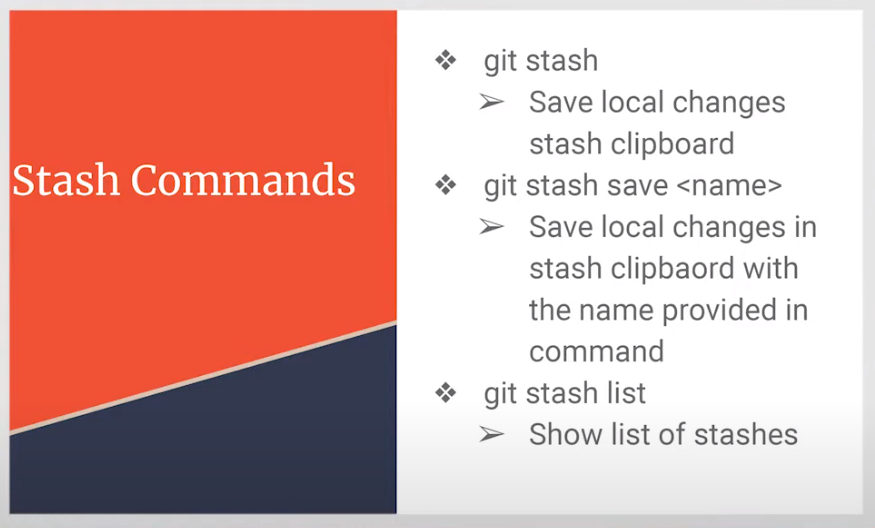 Stash Commands
❖ git stash
➢ Save local changes
stash clipboard
❖ git stash save <name>
➢ Save local changes in
stash clipbaord with
the name provided in
command
❖ git stash list
➢ Show list of stashes